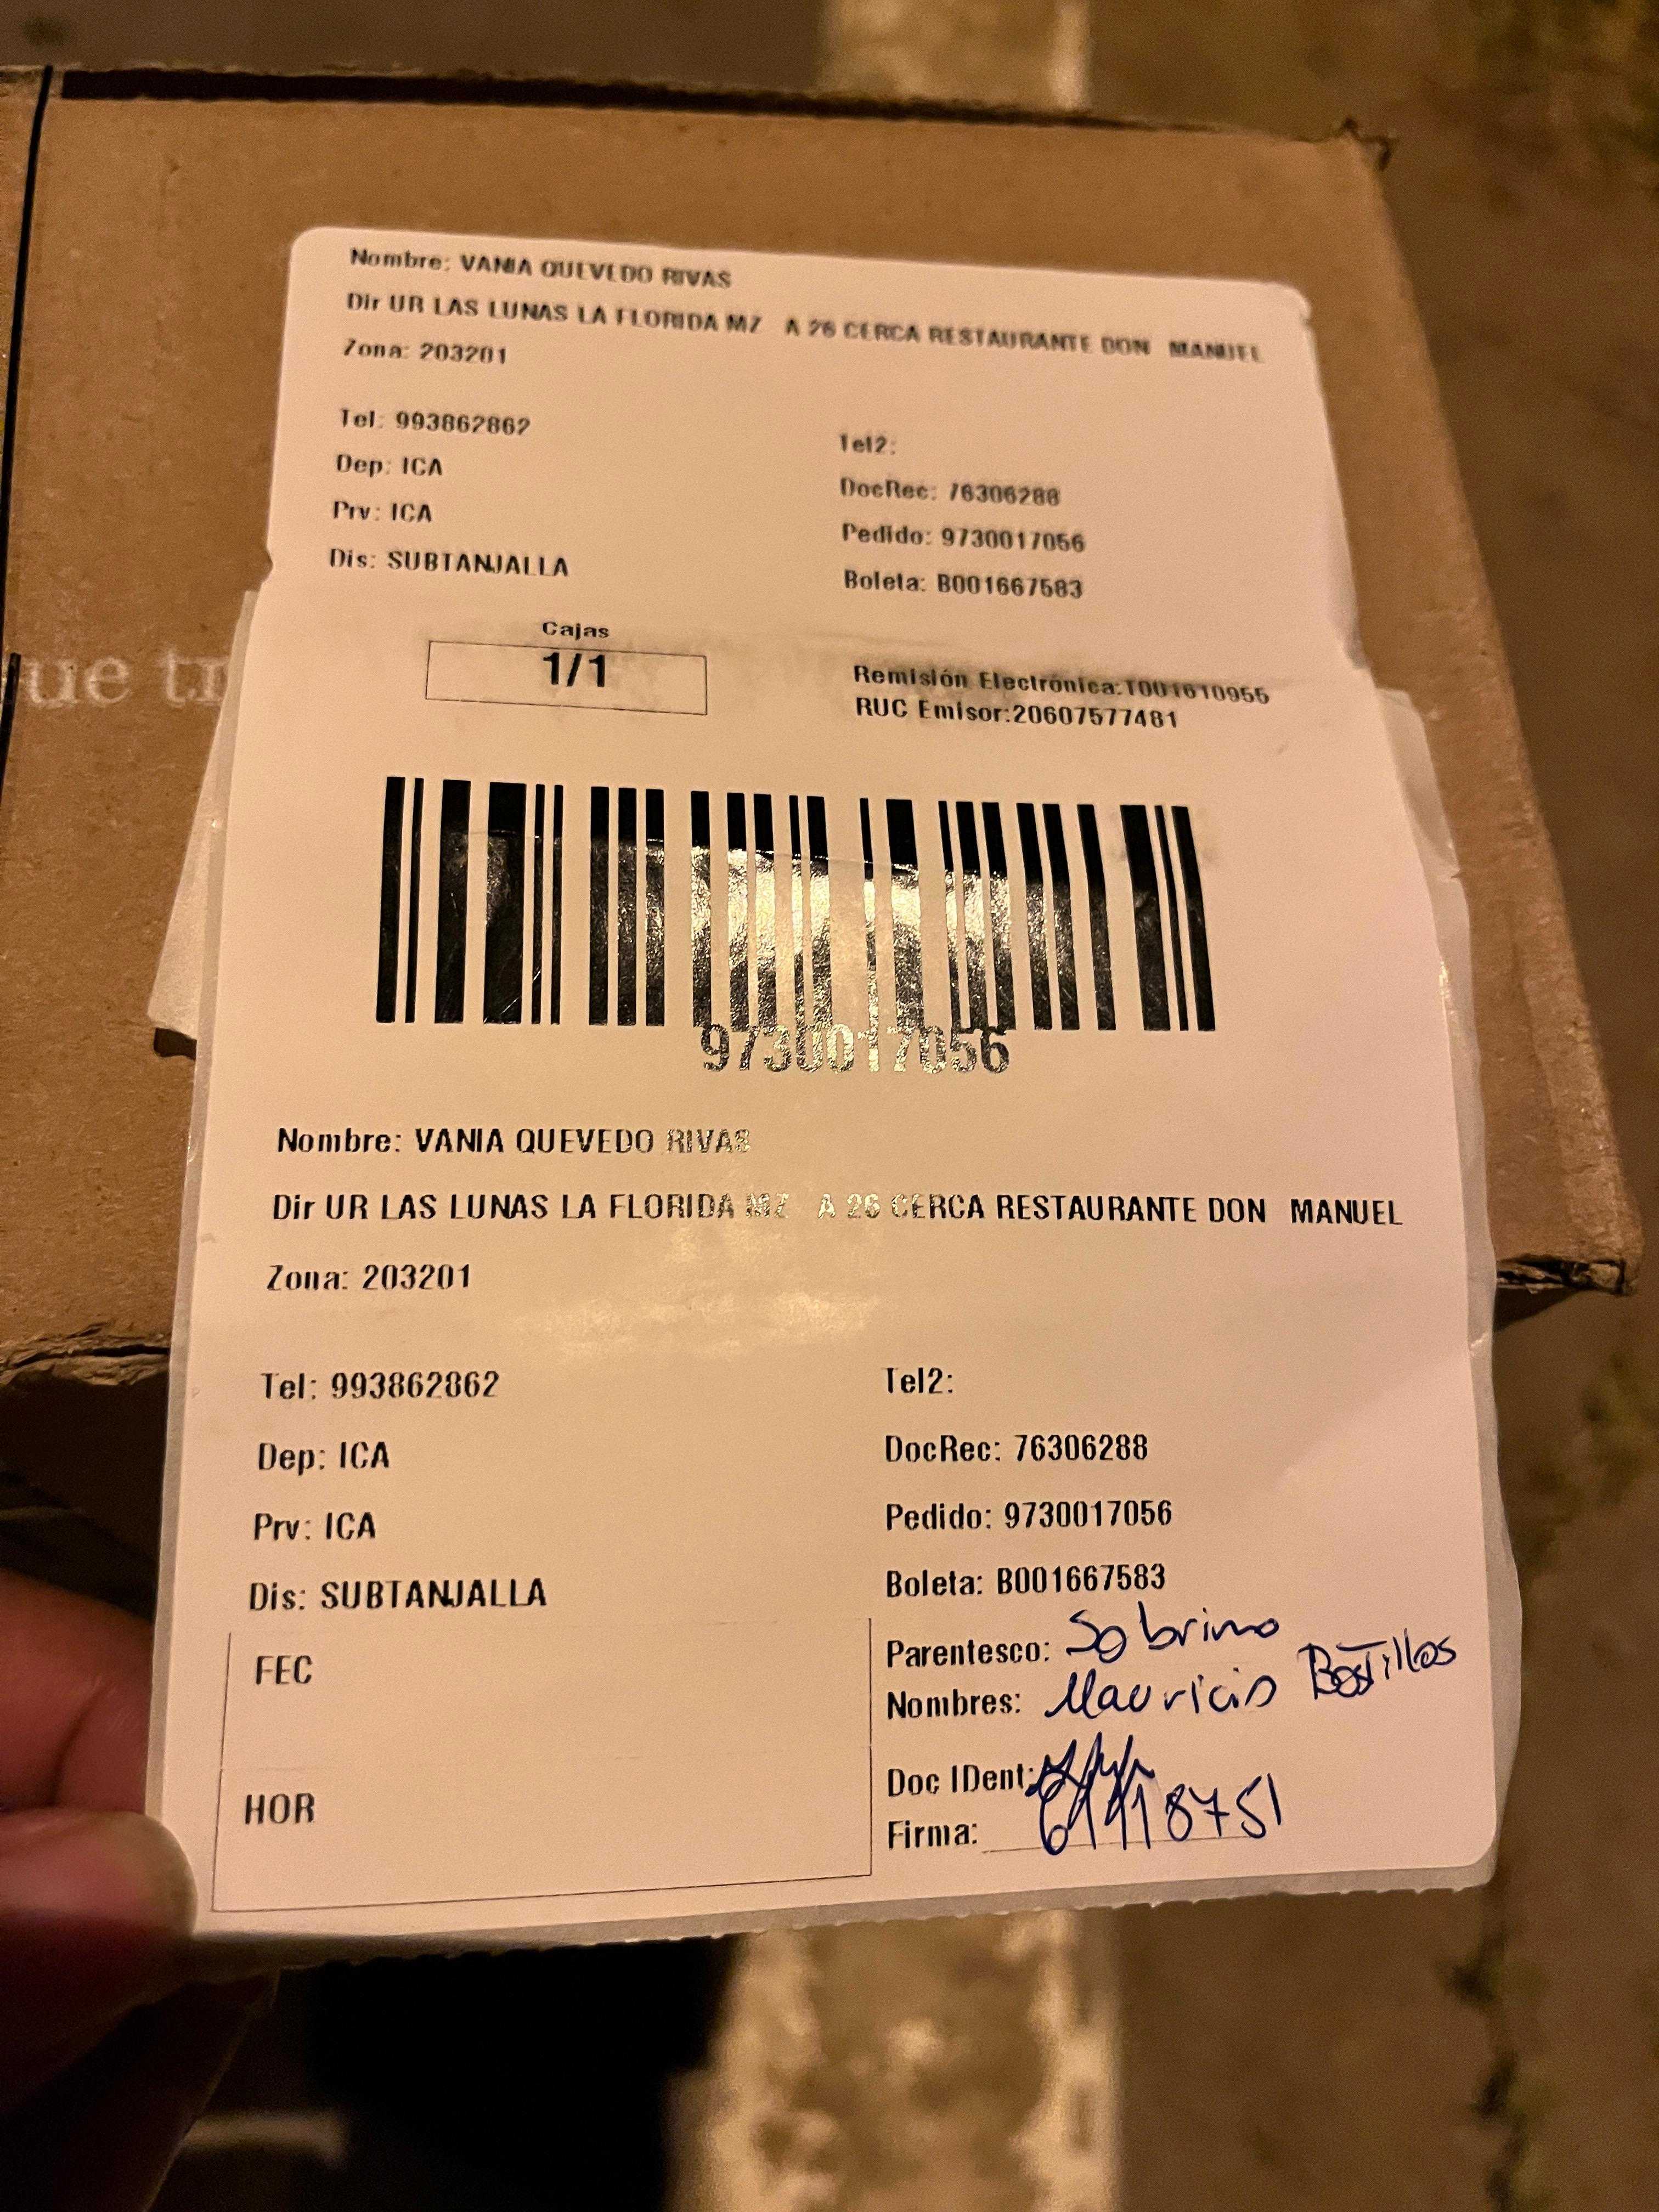 ue tr
Nombre: VANIA QUEVEDO RIVAS
Dir UR LAS LUNAS LA FLORIDA MZ A 26 CERCA RESTAURANTE DON MANUEL
Zona: 203201
Tel: 993862862
Dep: ICA
Prv: ICA
Dis: SUBTANJALLA
Tel2:
DocRec: 76306288
Pedido: 9730017056
Boleta: B001667583
Cajas
1/1
Remisión Electrónica:T001610955
RUC Emisor:20607577481
9730017056
Nombre: VANIA QUEVEDO RIVAS
Dir UR LAS LUNAS LA FLORIDA MZ A 26 CERCA RESTAURANTE DON MANUEL
Zona: 203201
Tel: 993862862
Dep: ICA
Prv: ICA
Dis: SUBTANJALLA
Tel2:
DocRec: 76306288
Pedido: 9730017056
Boleta: B001667583
FEC
HOR
Parentesco: Sobrino
Nombres: Mauricio Bostillos
Doc IDent:
Firma: